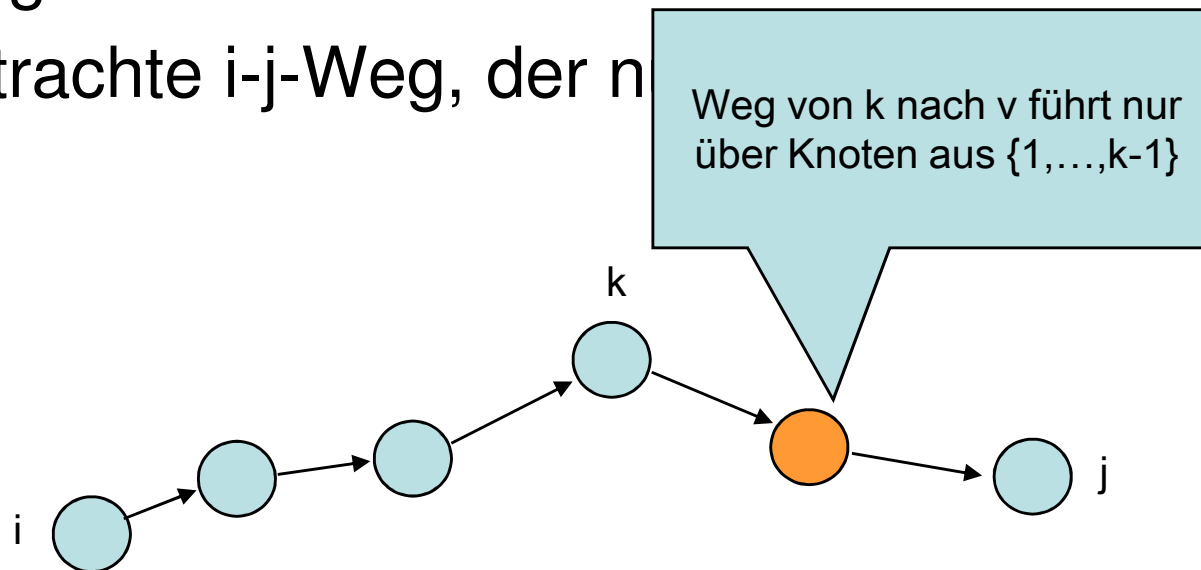 trachte i-j-Weg, der
Weg von k nach v führt nur
über Knoten aus {1,…,k-1}
k
j
i